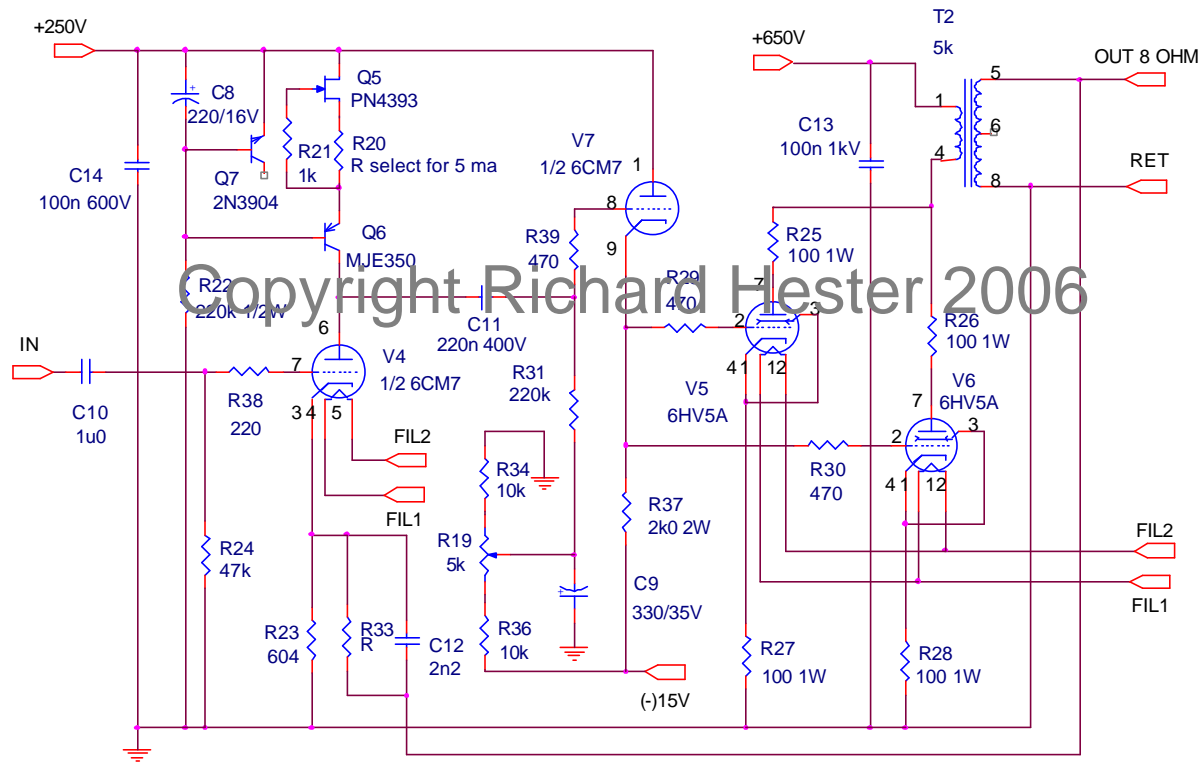 +250V
C8
220/16V
Q5
PN4393
R20
R select for 5 ma
R21
1k
C14
100n 600V
Q7
2N3904
Q6
MJE350
R22
220k 1/2W
Copyright Richard Hester 2006
IN
C10
1u0
R38
220
7
6
V4
1/2 6CM7
3 4 5
FIL2
FIL1
R24
47k
R23
604
R33
R
C12
2n2
C11
220n 400V
R39
470
R31
220k
R34
10k
R19
5k
R36
10k
C9
330/35V
R37
2k0 2W
(-)15V
V7
1/2 6CM7
1
8
9
R29
470
+650V
C13
100n 1kV
T2
5k
1
4
5
6
8
OUT 8 OHM
RET
R25
100 1W
7
2
3
4 1 12
V5
6HV5A
R26
100 1W
7
V6
6HV5A
2
3
4 1 12
R30
470
R27
100 1W
R28
100 1W
FIL2
FIL1